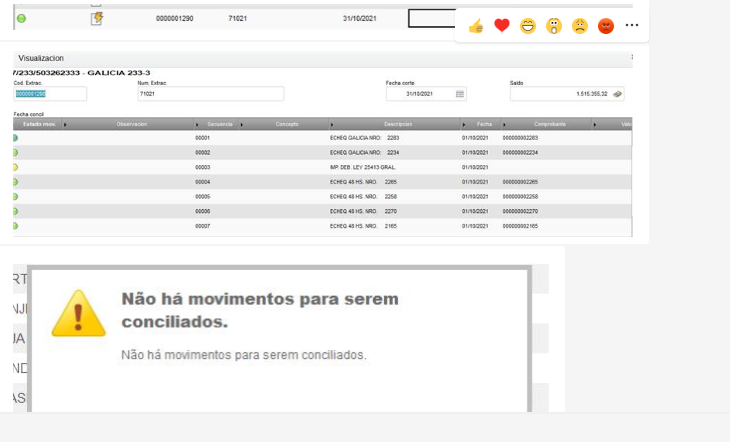 0000001290 71021 31/10/2021
Visualizacion
7/233/503262333 - GALICIA 233-3
Cod. Extrac. Num. Extrac Fecha corte Saldo
0000001290 71021 31/10/2021 1.515.355,32
Fecha concil
Estado mov. Observacion Secuencia Concepto Descripcion Fecha Comprobante Valo
00001 ECHEQ GALICIA NRO: 2283 01/10/2021 000000002283
00002 ECHEQ GALICIA NRO: 2234 01/10/2021 000000002234
00003 IMP. DEB. LEY 25413 GRAL. 01/10/2021
00004 ECHEQ 48 HS. NRO. 2265 01/10/2021 000000002265
00005 ECHEQ 48 HS. NRO. 2258 01/10/2021 000000002258
00006 ECHEQ 48 HS. NRO. 2270 01/10/2021 000000002270
00007 ECHEQ 48 HS. NRO. 2165 01/10/2021 000000002165
RT
NJ
UA
ND
AS
Não há movimentos para serem
conciliados.
Não há movimentos para serem conciliados.